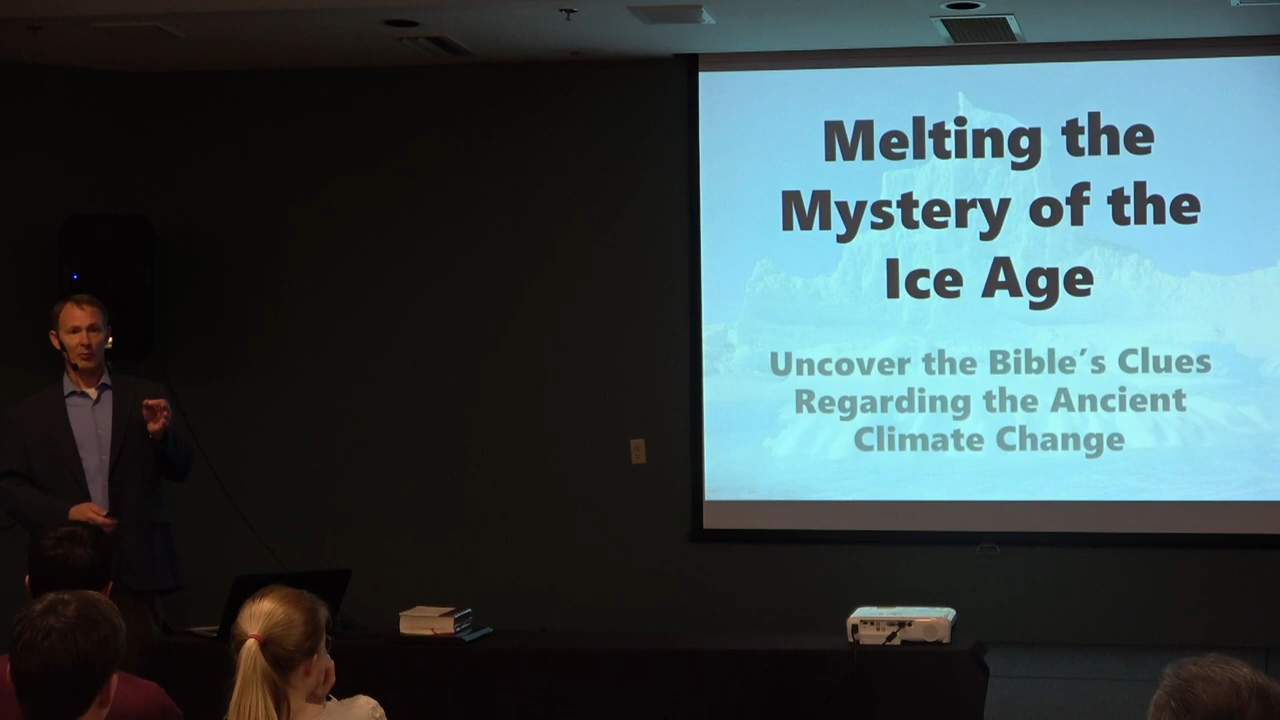 Melting the
Mystery of the
Ice Age
Uncover the Bible's Clues
Regarding the Ancient
Climate Change